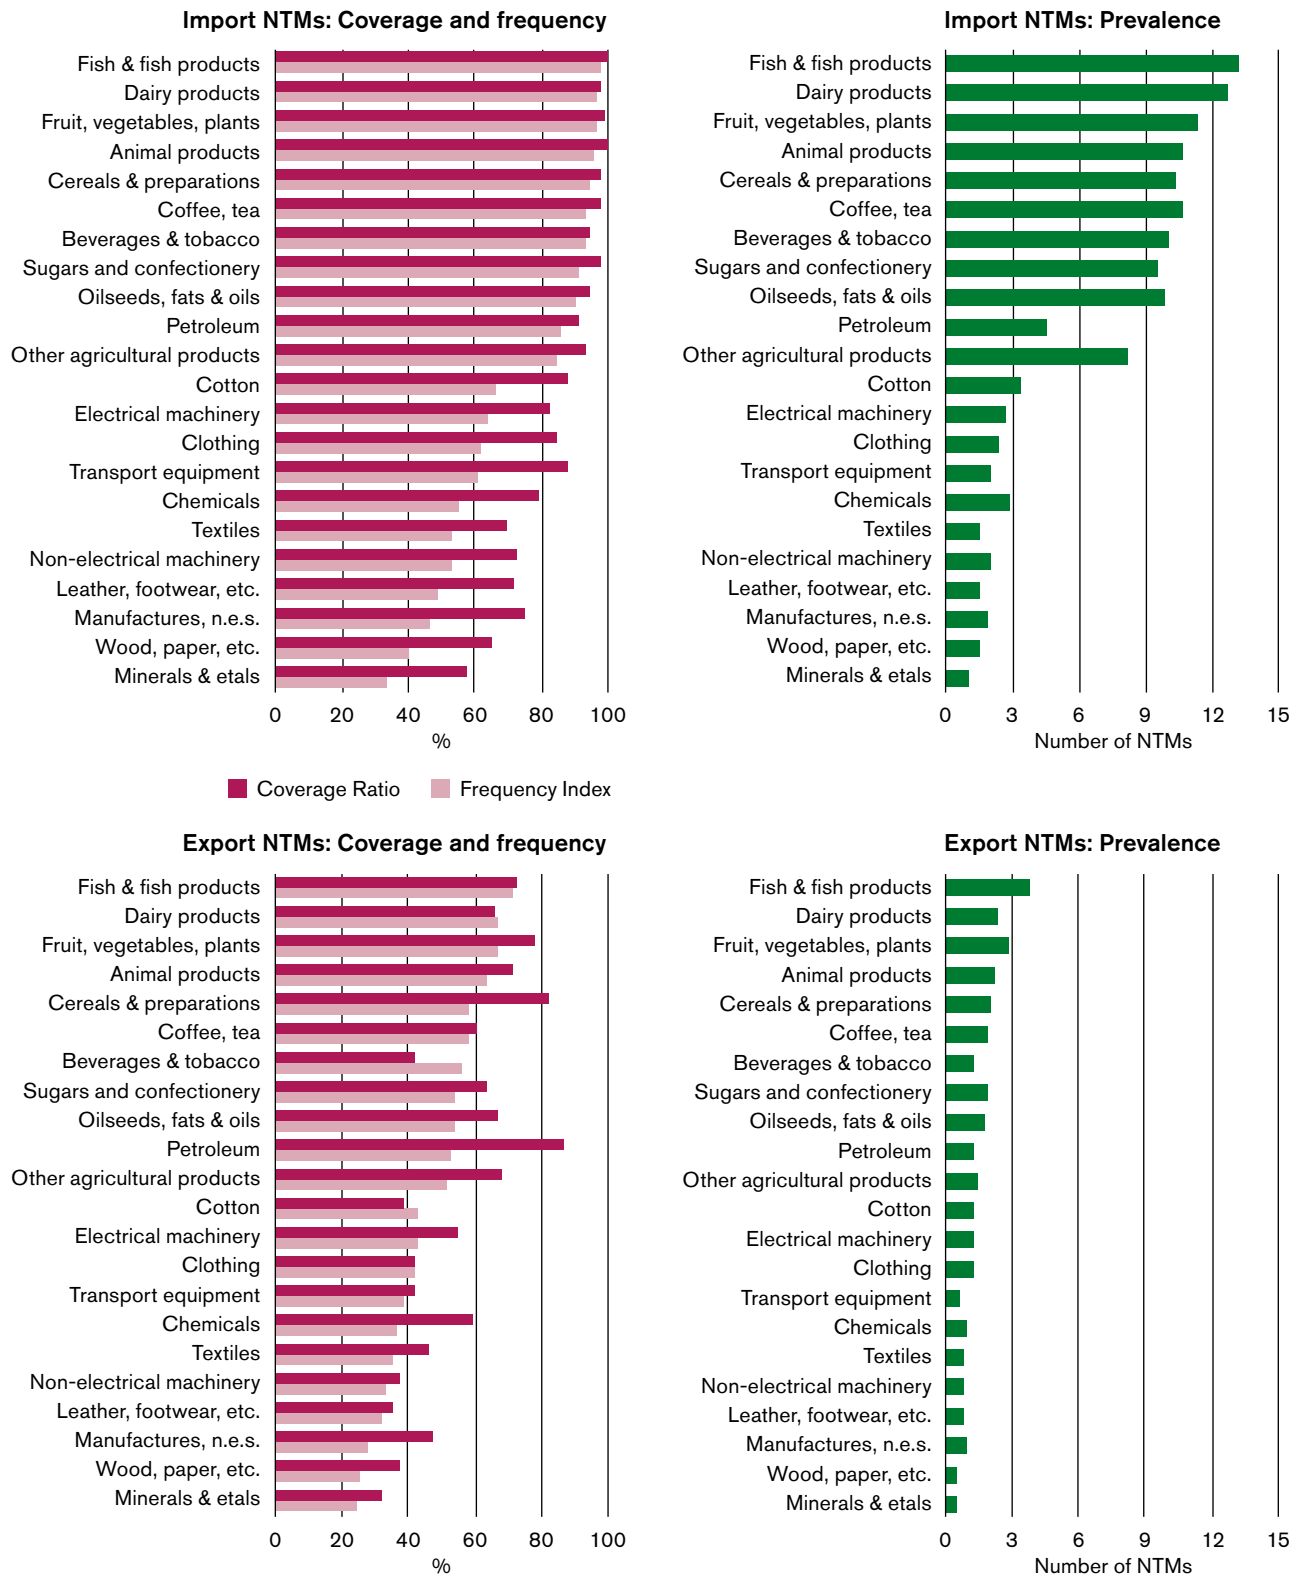 Import NTMs: Coverage and frequency
Fish & fish products
Dairy products
Fruit, vegetables, plants
Animal products
Cereals & preparations
Coffee, tea
Beverages & tobacco
Sugars and confectionery
Oilseeds, fats & oils
Petroleum
Other agricultural products
Cotton
Electrical machinery
Clothing
Transport equipment
Chemicals
Textiles
Non-electrical machinery
Leather, footwear, etc.
Manufactures, n.e.s.
Wood, paper, etc.
Minerals & etals
0 20 40 60 80 100
%
Import NTMs: Prevalence
Fish & fish products
Dairy products
Fruit, vegetables, plants
Animal products
Cereals & preparations
Coffee, tea
Beverages & tobacco
Sugars and confectionery
Oilseeds, fats & oils
Petroleum
Other agricultural products
Cotton
Electrical machinery
Clothing
Transport equipment
Chemicals
Textiles
Non-electrical machinery
Leather, footwear, etc.
Manufactures, n.e.s.
Wood, paper, etc.
Minerals & etals
0 3 6 9 12 15
Number of NTMs
Coverage Ratio Frequency Index
Export NTMs: Coverage and frequency
Fish & fish products
Dairy products
Fruit, vegetables, plants
Animal products
Cereals & preparations
Coffee, tea
Beverages & tobacco
Sugars and confectionery
Oilseeds, fats & oils
Petroleum
Other agricultural products
Cotton
Electrical machinery
Clothing
Transport equipment
Chemicals
Textiles
Non-electrical machinery
Leather, footwear, etc.
Manufactures, n.e.s.
Wood, paper, etc.
Minerals & etals
0 20 40 60 80 100
%
Export NTMs: Prevalence
Fish & fish products
Dairy products
Fruit, vegetables, plants
Animal products
Cereals & preparations
Coffee, tea
Beverages & tobacco
Sugars and confectionery
Oilseeds, fats & oils
Petroleum
Other agricultural products
Cotton
Electrical machinery
Clothing
Transport equipment
Chemicals
Textiles
Non-electrical machinery
Leather, footwear, etc.
Manufactures, n.e.s.
Wood, paper, etc.
Minerals & etals
0 3 6 9 12 15
Number of NTMs